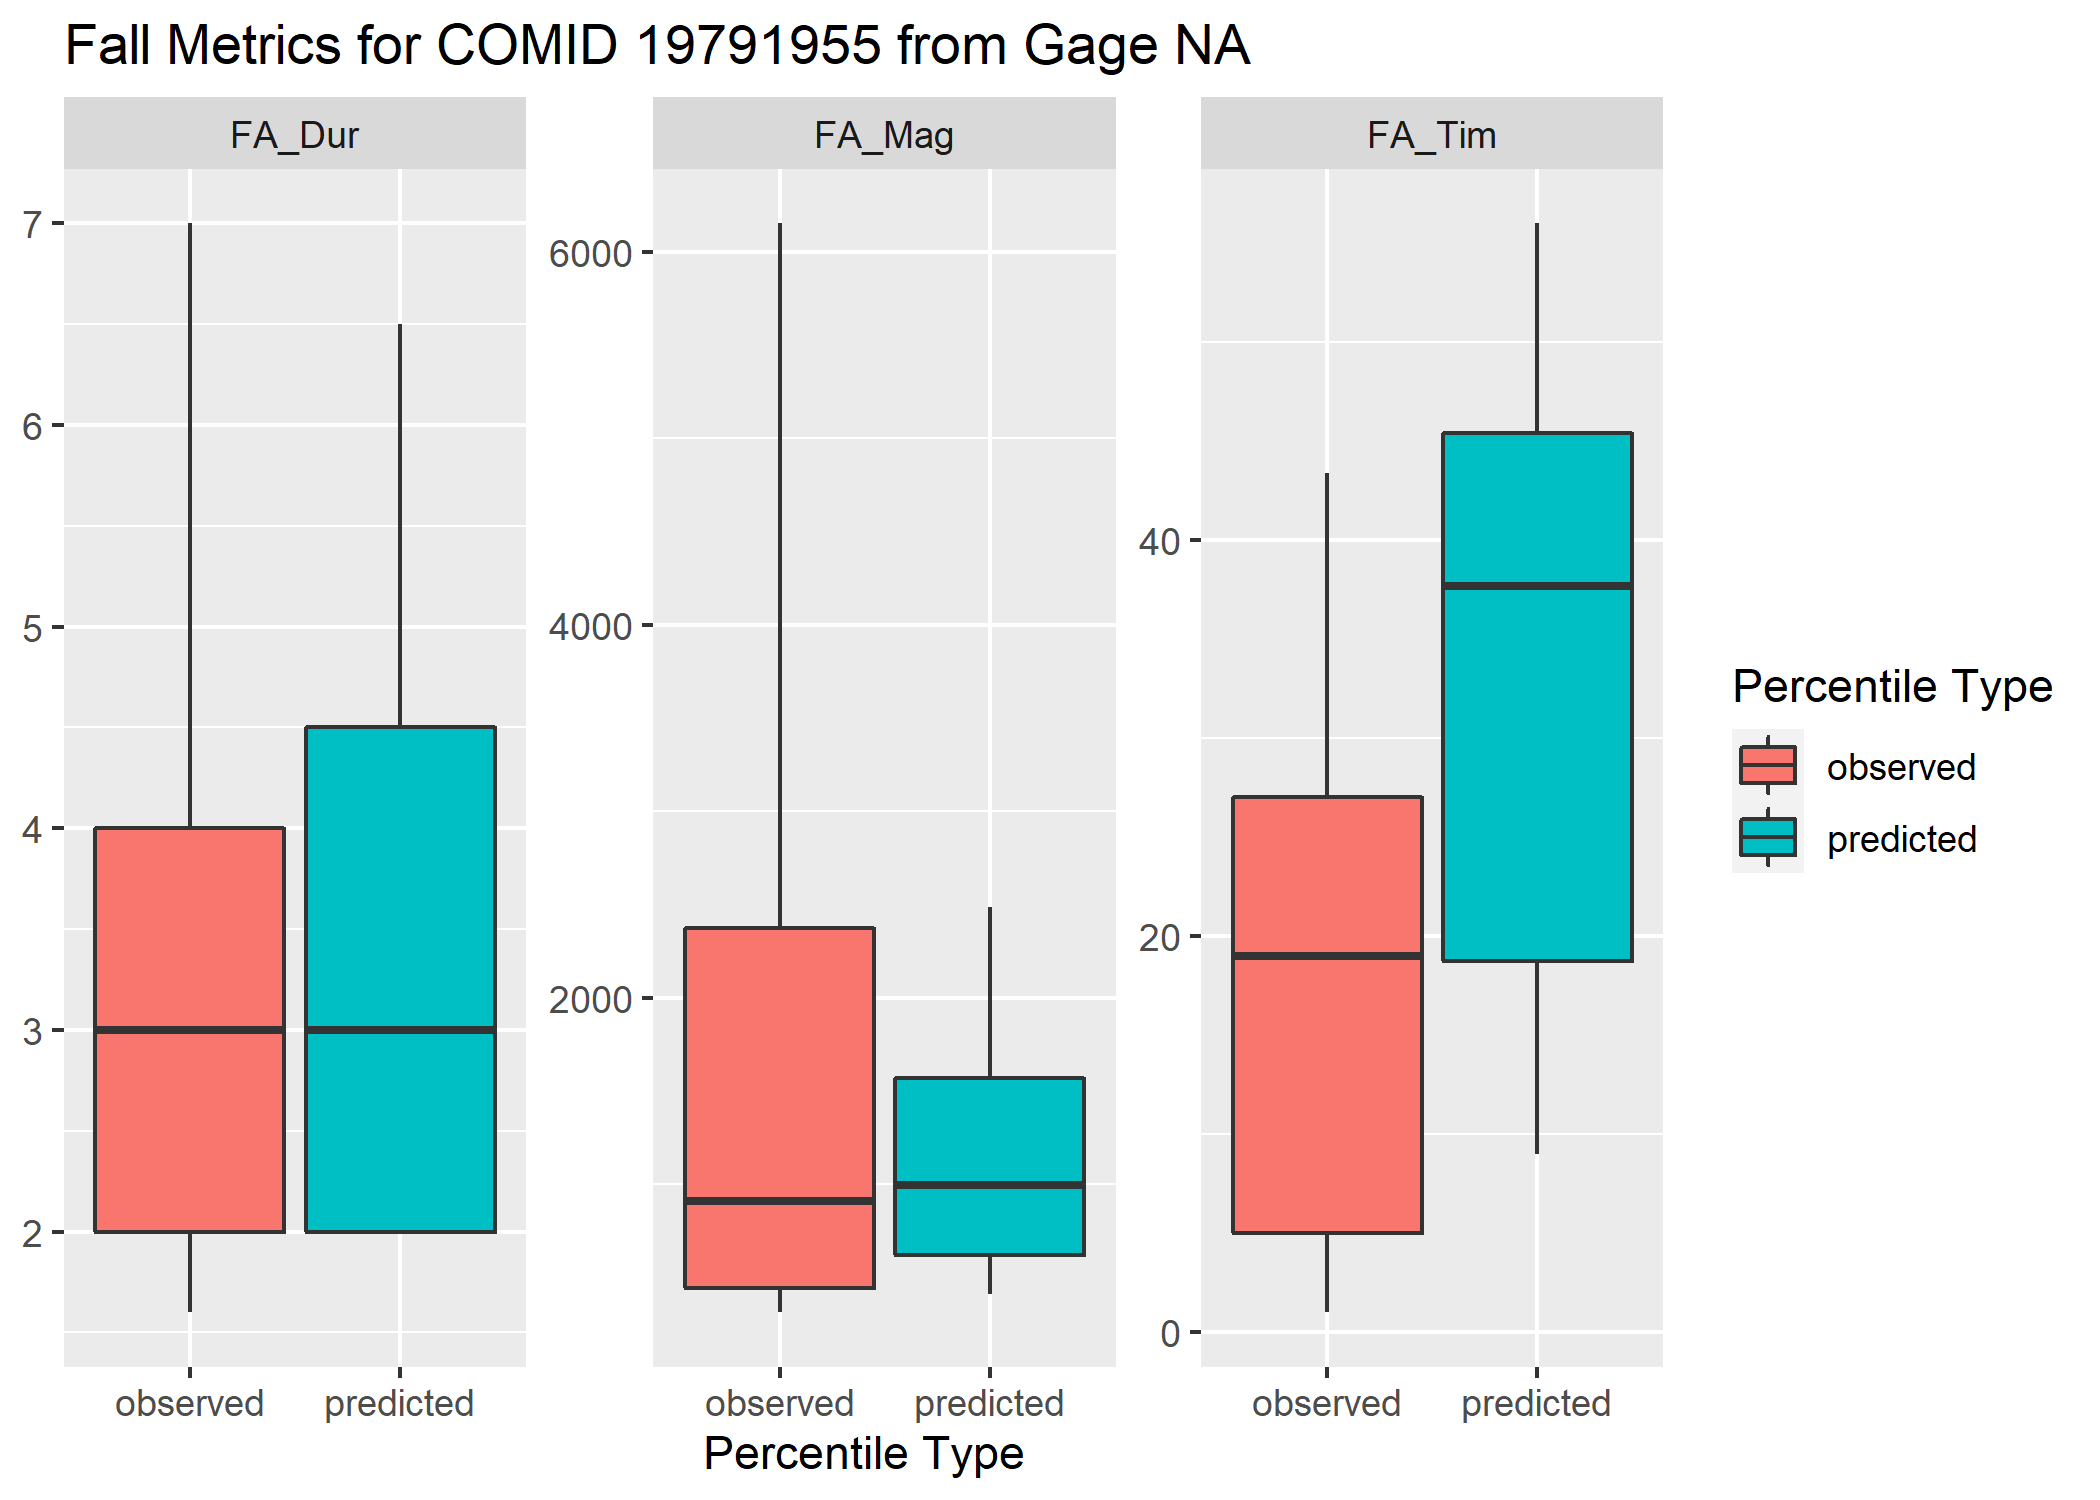 Fall Metrics for COMID 19791955 from Gage NA
FA_Dur
FA_Mag
FA_Tim
7
6
5
4
3
2
6000
4000
2000
40
20
0
observed
predicted
observed
predicted
observed
predicted
Percentile Type
Percentile Type
observed
predicted